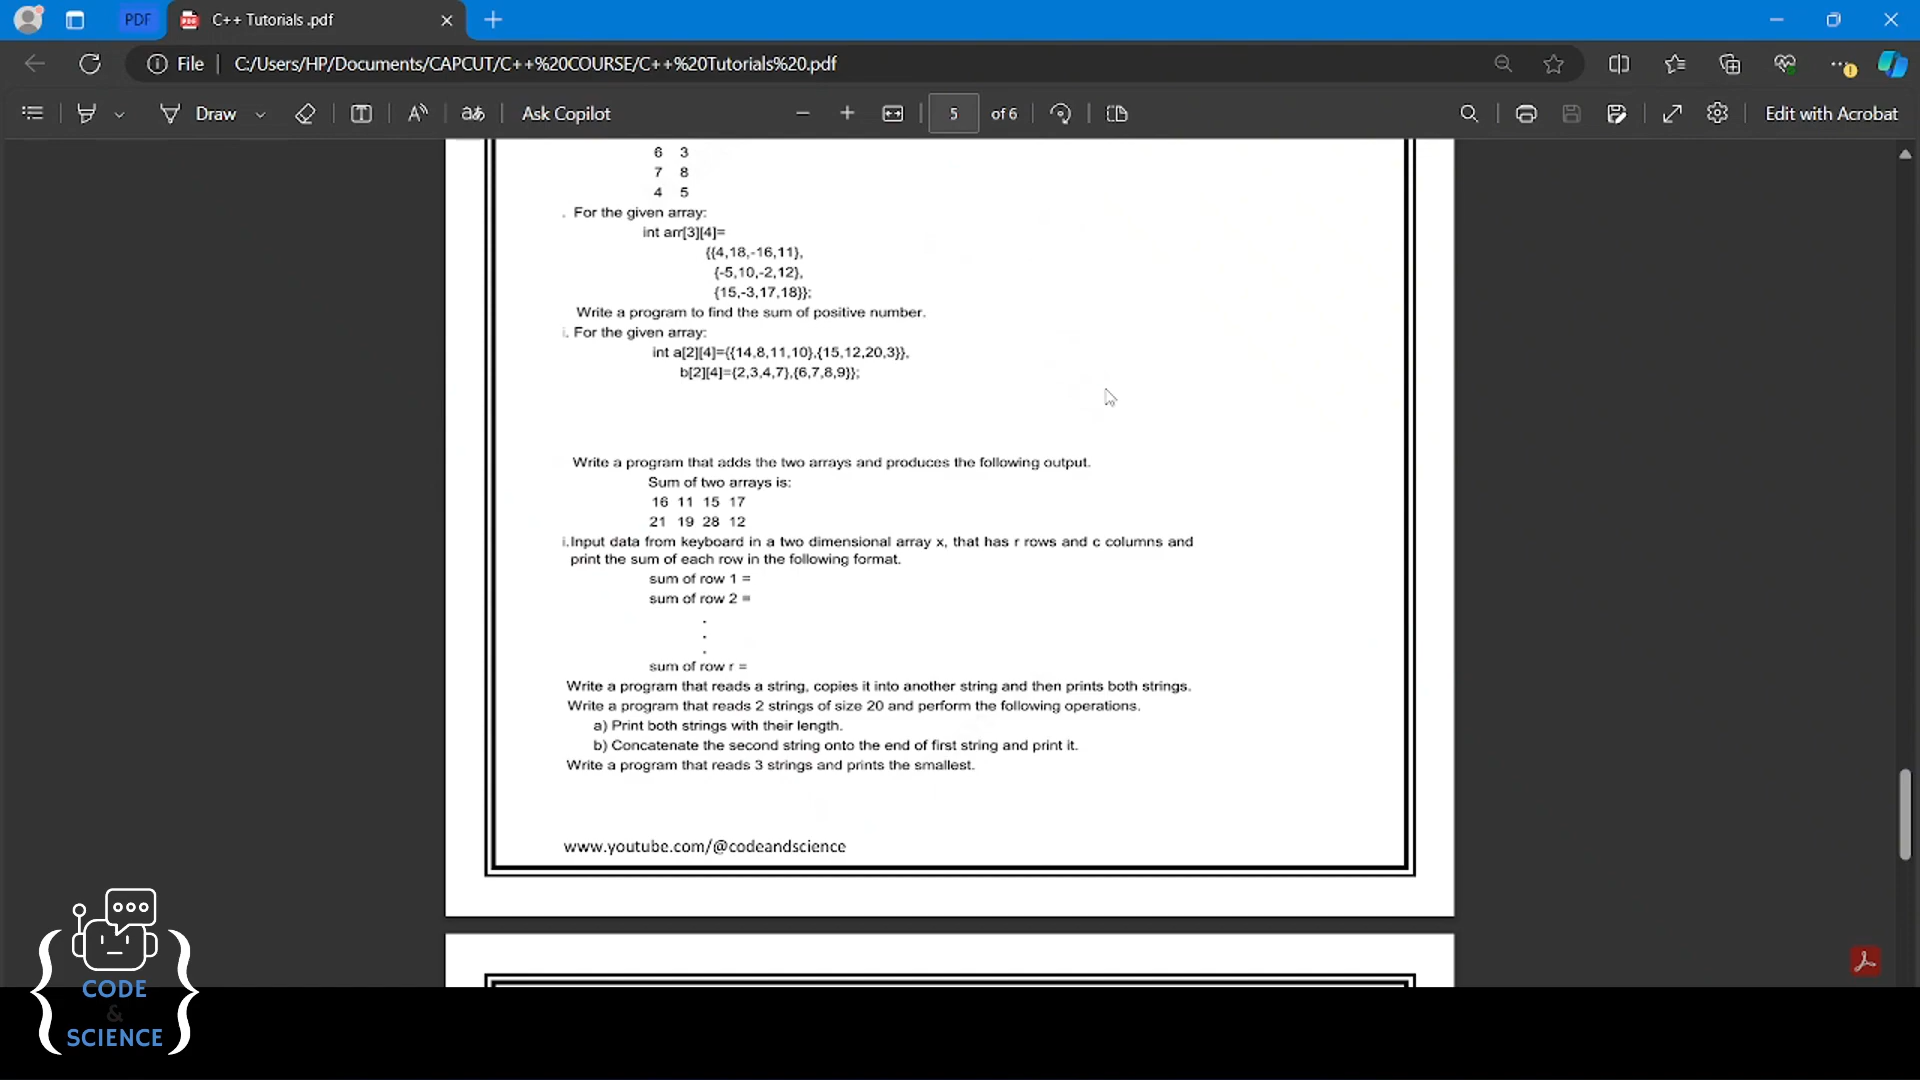 PDF C++ Tutorials .pdf
File C:/Users/HP/Documents/CAPCUT/C++%20COURSE/C++%20Tutorials%20.pdf
Draw aあ Ask Copilot 5 of 6 Edit with Acrobat
6 3
7 8
4 5
. For the given array:
int arr[3][4]=
{{4,18,-16,11},
{-5,10,-2,12},
{15,-3,17,18}};
Write a program to find the sum of positive number.
i. For the given array:
int a[2][4]={{14,8,11,10},{15,12,20,3}},
b[2][4]={2,3,4,7},{6,7,8,9}};
Write a program that adds the two arrays and produces the following output.
Sum of two arrays is:
16 11 15 17
21 19 28 12
i.Input data from keyboard in a two dimensional array x, that has r rows and c columns and
print the sum of each row in the following format.
sum of row 1 =
sum of row 2 =
.
.
.
sum of row r =
Write a program that reads a string, copies it into another string and then prints both strings.
Write a program that reads 2 strings of size 20 and perform the following operations.
a) Print both strings with their length.
b) Concatenate the second string onto the end of first string and print it.
Write a program that reads 3 strings and prints the smallest.
www.youtube.com/@codeandscience
CODE
&
SCIENCE